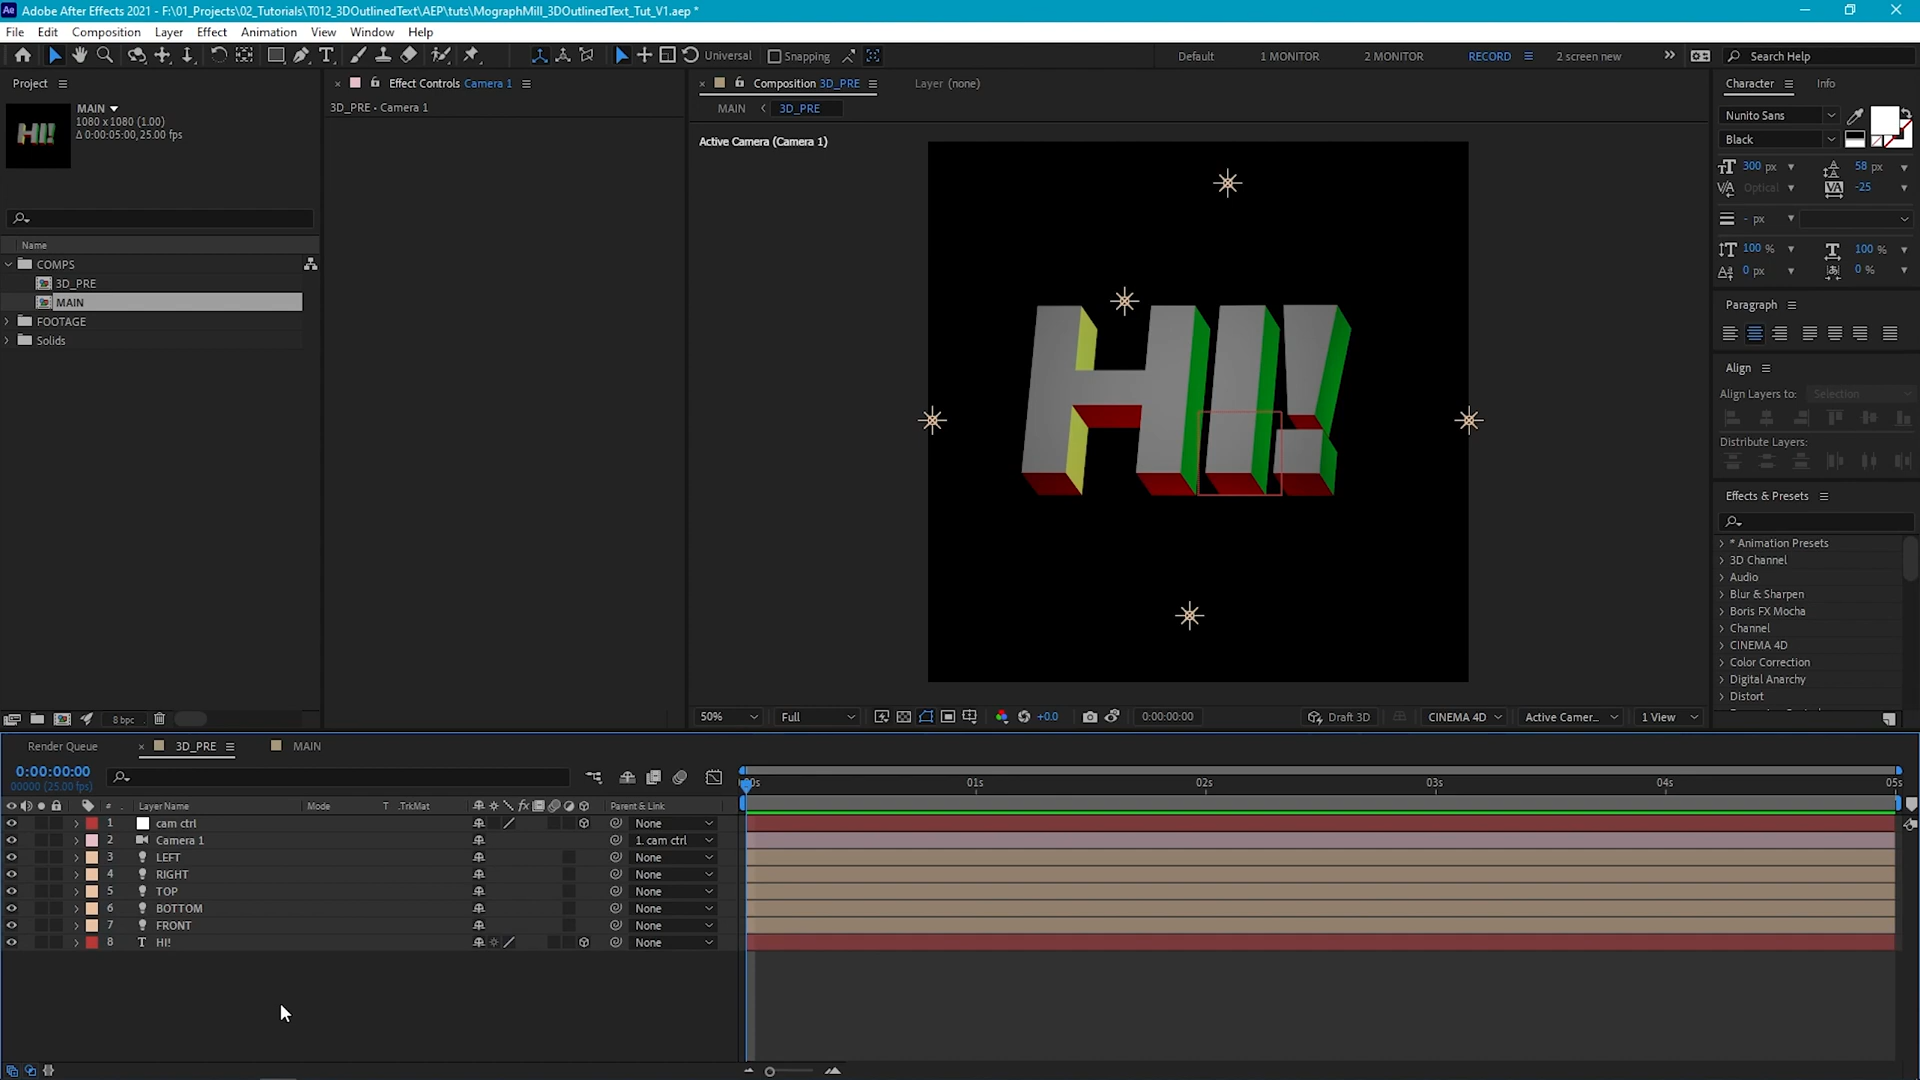 Adobe After Effects 2021 - F:\01_Projects\02_Tutorials\T012_3DOutlinedText\AEP\tuts\MographMill_3DOutlinedText_Tut_V1.aep *
File Edit Composition Layer Effect Animation View Window Help
Universal Snapping Default 1 MONITOR 2 MONITOR RECORD 2 screen new Search Help
Project
MAIN
1080 x 1080 (1.00)
Δ 0:00:05:00, 25.00 fps
Name
COMPS
3D_PRE
MAIN
FOOTAGE
Solids
8 bpc
Effect Controls Camera 1
3D_PRE • Camera 1
Composition 3D_PRE
Layer (none)
MAIN 3D_PRE
Active Camera (Camera 1)
HI!
50% Full +0.0 0:00:00:00 Draft 3D CINEMA 4D Active Camer... 1 View
Character Info
Nunito Sans
Black
300 px 58 px
Optical -25
- px
100 % 100 %
0 px 0 %
Paragraph
Align
Align Layers to: Selection
Distribute Layers:
Effects & Presets
* Animation Presets
3D Channel
Audio
Blur & Sharpen
Boris FX Mocha
Channel
CINEMA 4D
Color Correction
Digital Anarchy
Distort
Render Queue 3D_PRE MAIN
0:00:00:00
00000 (25.00 fps)
01s 02s 03s 04s 05s
# Layer Name Mode T .TrkMat Parent & Link
1 cam ctrl None
2 Camera 1 1. cam ctrl
3 LEFT None
4 RIGHT None
5 TOP None
6 BOTTOM None
7 FRONT None
8 T HI! None